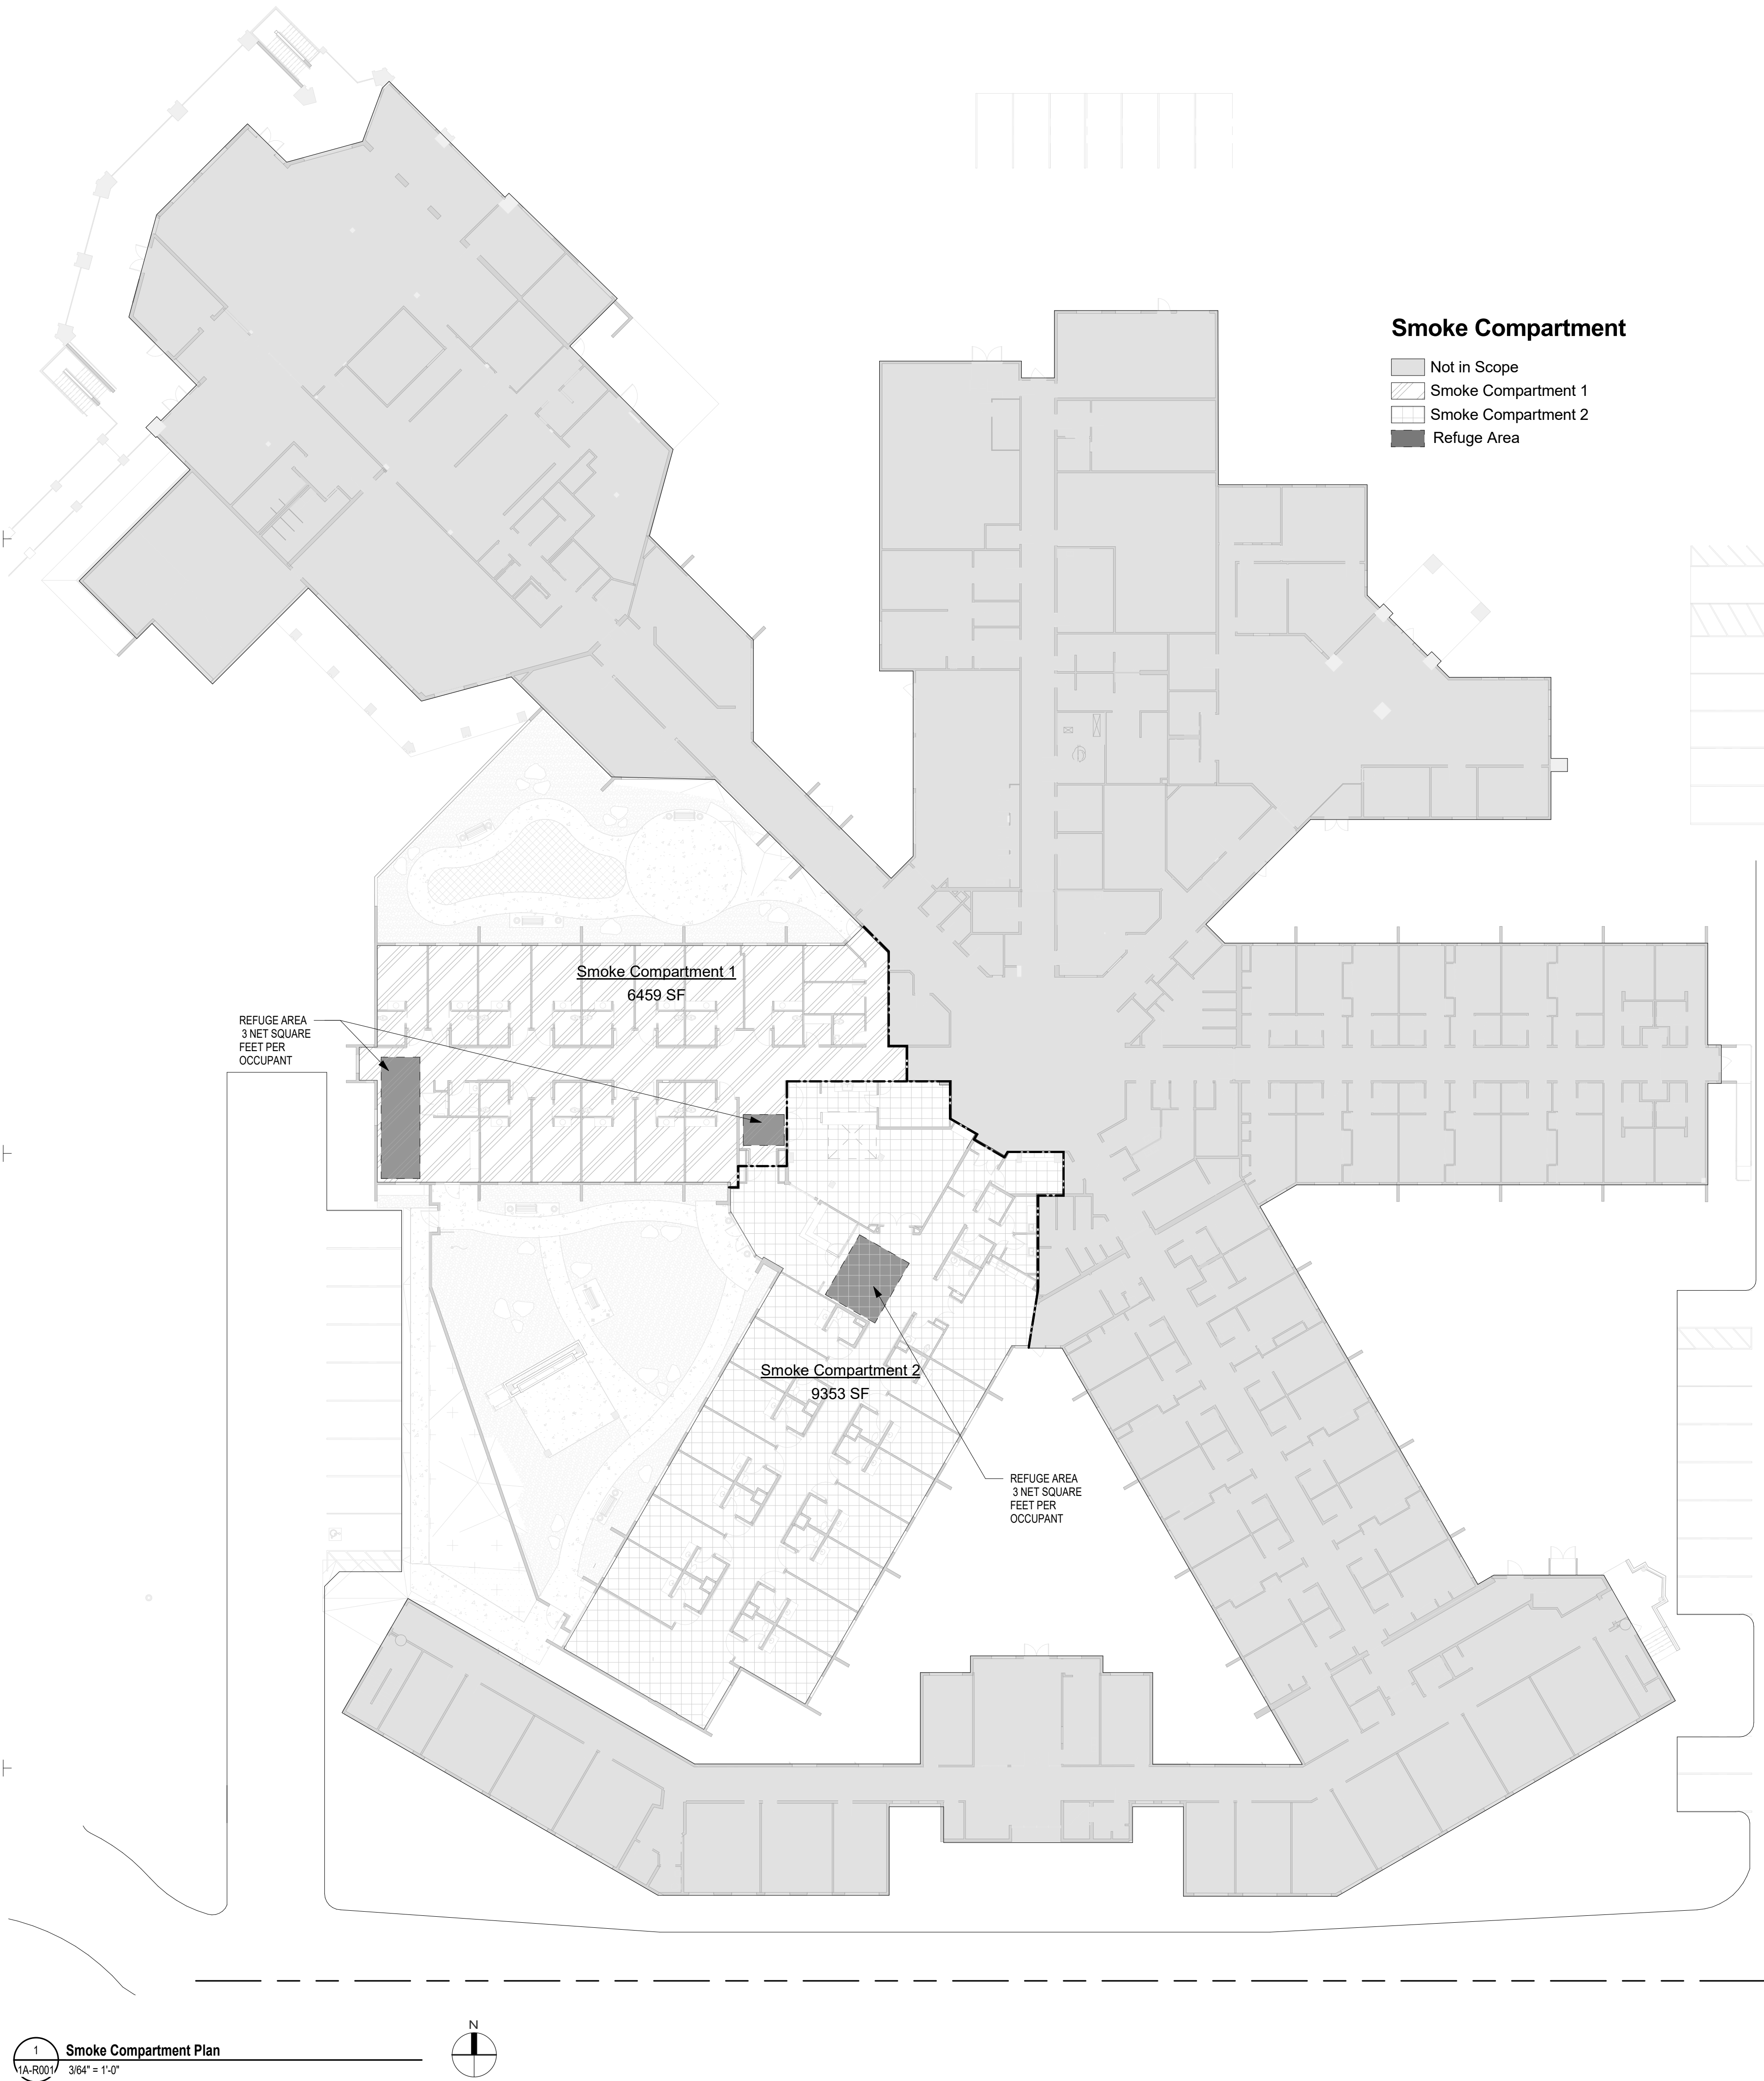 Smoke Compartment
Not in Scope
Smoke Compartment 1
Smoke Compartment 2
Refuge Area
Smoke Compartment 1
6459 SF
REFUGE AREA
3 NET SQUARE
FEET PER
OCCUPANT
Smoke Compartment 2
9353 SF
REFUGE AREA
3 NET SQUARE
FEET PER
OCCUPANT
N
1
Smoke Compartment Plan
1A-R001
3/64" = 1'-0"